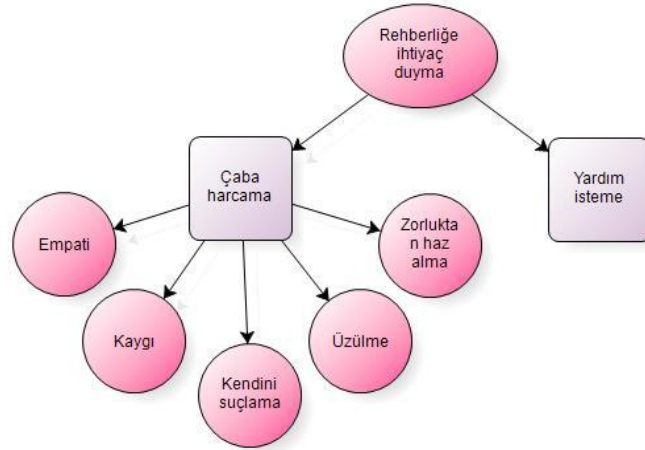 Rehberliğe
ihtiyaç
duyma
Çaba
harcama
Yardım
isteme
Empati
Zorlukta
n haz
alma
Kaygı
Üzülme
Kendini
suçlama